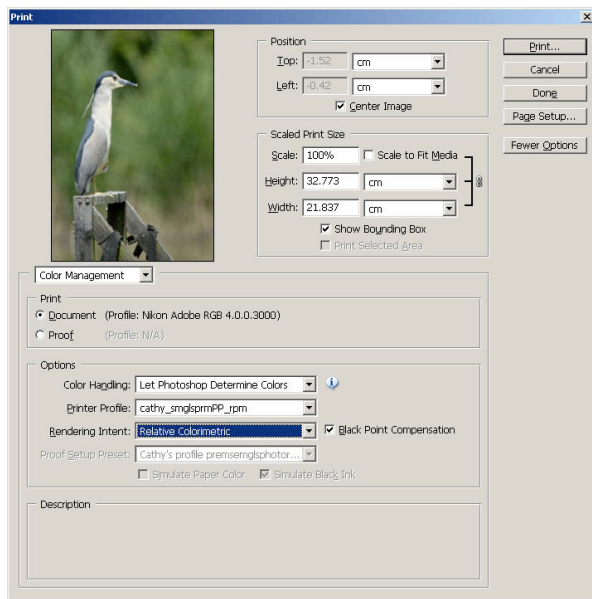 Print
Position
Top: -1.52 cm
Left: -0.42 cm
Center Image
Print...
Cancel
Done
Page Setup...
Fewer Options
Scaled Print Size
Scale: 100% Scale to Fit Media
Height: 32.773 cm
Width: 21.837 cm
Show Bounding Box
Print Selected Area
Color Management
Print
Document (Profile: Nikon Adobe RGB 4.0.0.3000)
Proof (Profile: N/A)
Options
Color Handling: Let Photoshop Determine Colors
Printer Profile: cathy_smglsprmPP_rpm
Rendering Intent: Relative Colorimetric Black Point Compensation
Proof Setup Preset: Cathy's profile premsemglsphotor...
Simulate Paper Color Simulate Black Ink
Description